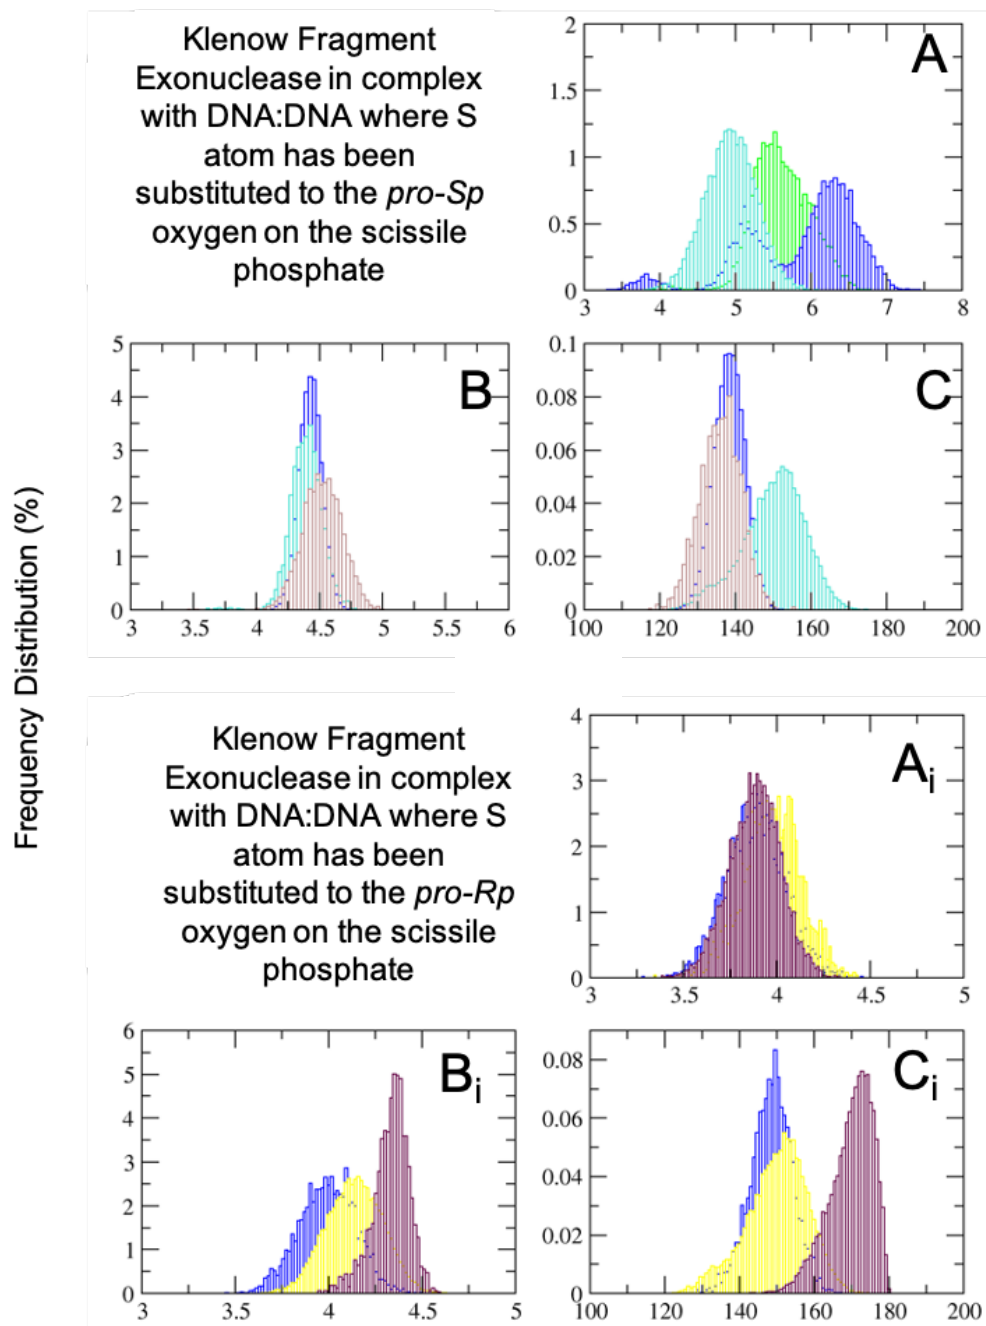 Klenow Fragment
Exonuclease in complex
with DNA:DNA where S
atom has been
substituted to the pro-Sp
oxygen on the scissile
phosphate
A
2
1.5
1
0.5
0
3 4 5 6 7 8
B
5
4
3
2
1
0
3 3.5 4 4.5 5 5.5 6
C
0.1
0.08
0.06
0.04
0.02
0
100 120 140 160 180 200
Frequency Distribution (%)
Klenow Fragment
Exonuclease in complex
with DNA:DNA where S
atom has been
substituted to the pro-Rp
oxygen on the scissile
phosphate
Ai
4
3
2
1
0
3 3.5 4 4.5 5
Bi
6
5
4
3
2
1
0
3 3.5 4 4.5 5
Ci
0.08
0.06
0.04
0.02
0
100 120 140 160 180 200